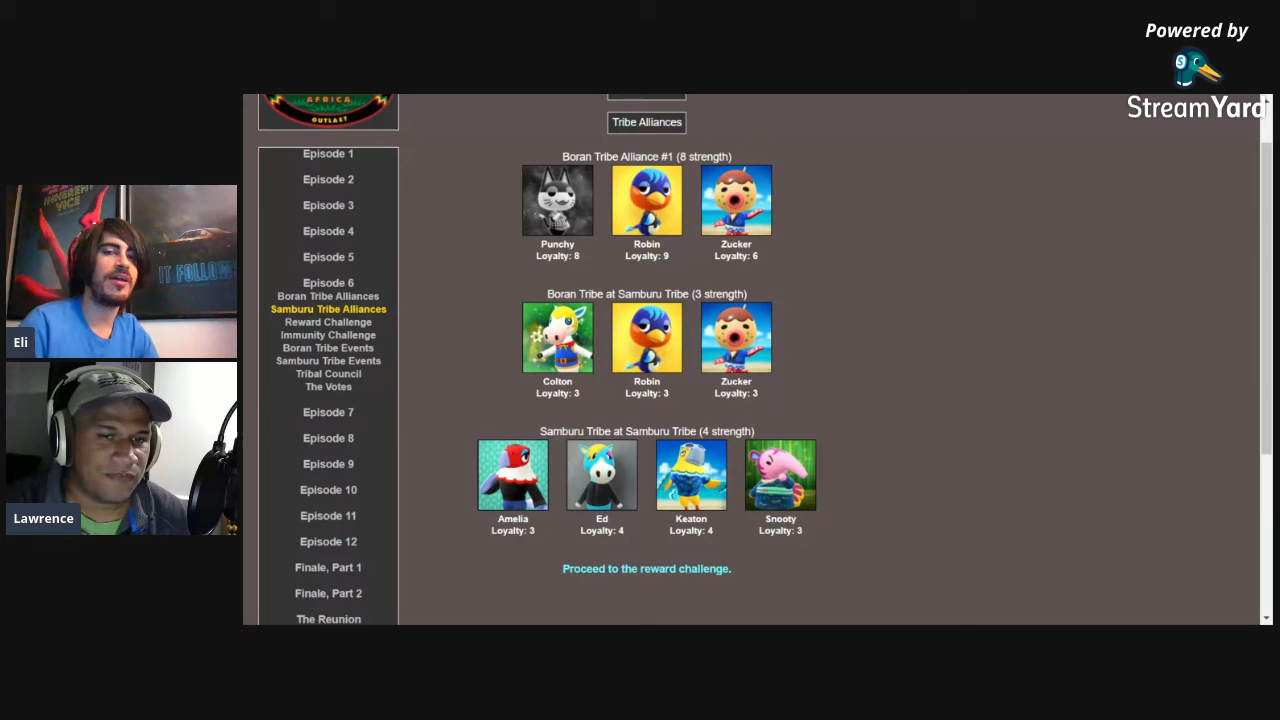 Powered by
StreamYard
AFRICA
OUTLAST
Tribe Alliances
Episode 1
Episode 2
Episode 3
Episode 4
Episode 5
Episode 6
Boran Tribe Alliances
Samburu Tribe Alliances
Reward Challenge
Immunity Challenge
Boran Tribe Events
Samburu Tribe Events
Tribal Council
The Votes
Episode 7
Episode 8
Episode 9
Episode 10
Episode 11
Episode 12
Finale, Part 1
Finale, Part 2
The Reunion
Boran Tribe Alliance #1 (8 strength)
Punchy
Loyalty: 8
Robin
Loyalty: 9
Zucker
Loyalty: 6
Boran Tribe at Samburu Tribe (3 strength)
Colton
Loyalty: 3
Robin
Loyalty: 3
Zucker
Loyalty: 3
Samburu Tribe at Samburu Tribe (4 strength)
Amelia
Loyalty: 3
Ed
Loyalty: 4
Keaton
Loyalty: 4
Snooty
Loyalty: 3
Proceed to the reward challenge.
INHERENT
VICE
IT FOLLOWS
Eli
Lawrence